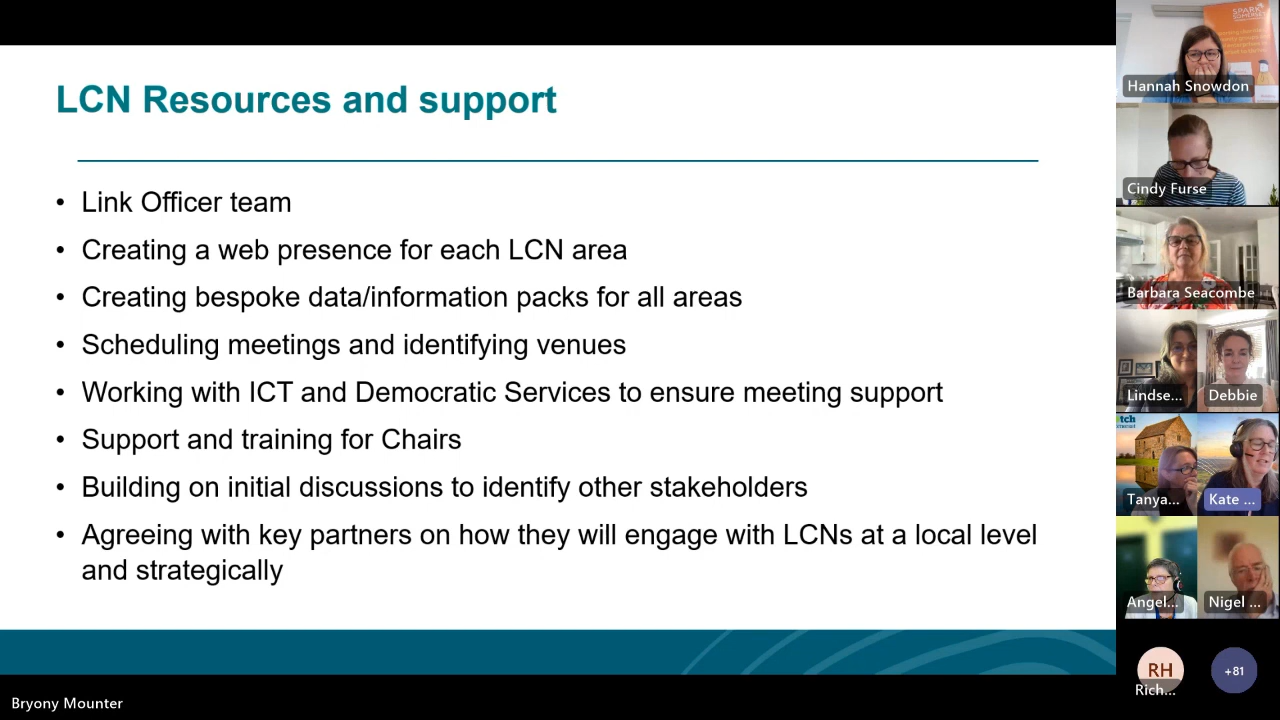 LCN Resources and support
• Link Officer team
• Creating a web presence for each LCN area
• Creating bespoke data/information packs for all areas
• Scheduling meetings and identifying venues
• Working with ICT and Democratic Services to ensure meeting support
• Support and training for Chairs
• Building on initial discussions to identify other stakeholders
• Agreeing with key partners on how they will engage with LCNs at a local level
and strategically
Bryony Mounter
SPARK
SOMERSET
Hannah Snowdon
Cindy Furse
Barbara Seacombe
Lindse...
Debbie
Tanya...
Kate ...
Angel...
Nigel ...
RH
Rich...
+81